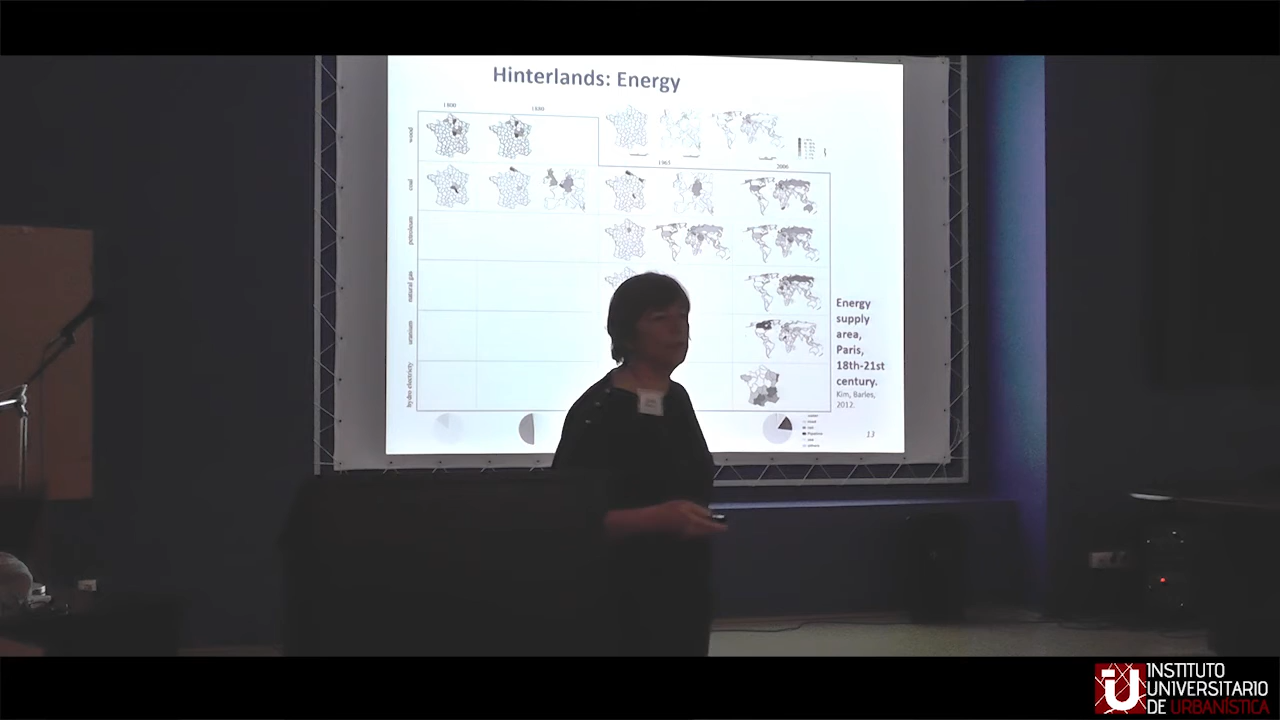 Hinterlands: Energy
1800
1880
wood
1965
2006
coal
petroleum
natural gas
uranium
hydro electricity
Energy
supply
area,
Paris,
18th-21st
century.
Kim, Barles,
2012.
13
INSTITUTO
UNIVERSITARIO
DE URBANÍSTICA